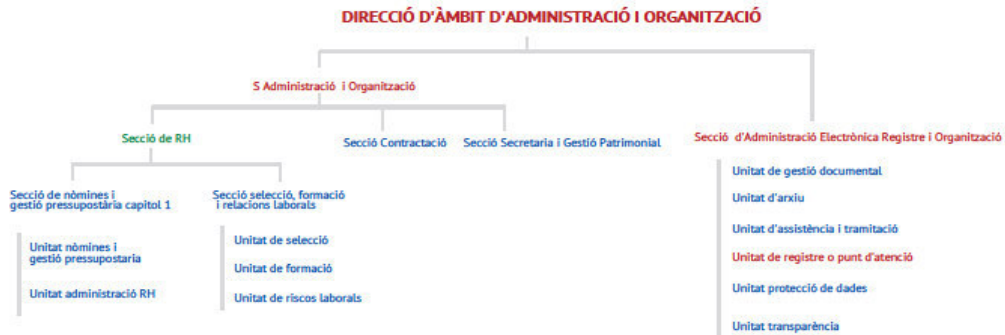 DIRECCIÓ D'ÀMBIT D'ADMINISTRACIÓ I ORGANITZACIÓ
S Administració i Organització
Secció de RH
Secció Contractació
Secció Secretaria i Gestió Patrimonial
Secció d'Administració Electrònica Registre i Organització
Secció de nòmines i
gestió pressupostària capitol 1
Unitat nòmines i
gestió pressupostaria
Unitat administració RH
Secció selecció, formació
i relacions laborals
Unitat de selecció
Unitat de formació
Unitat de riscos laborals
Unitat de gestió documental
Unitat d'arxiu
Unitat d'assistència i tramitació
Unitat de registre o punt d'atenció
Unitat protecció de dades
Unitat transparència